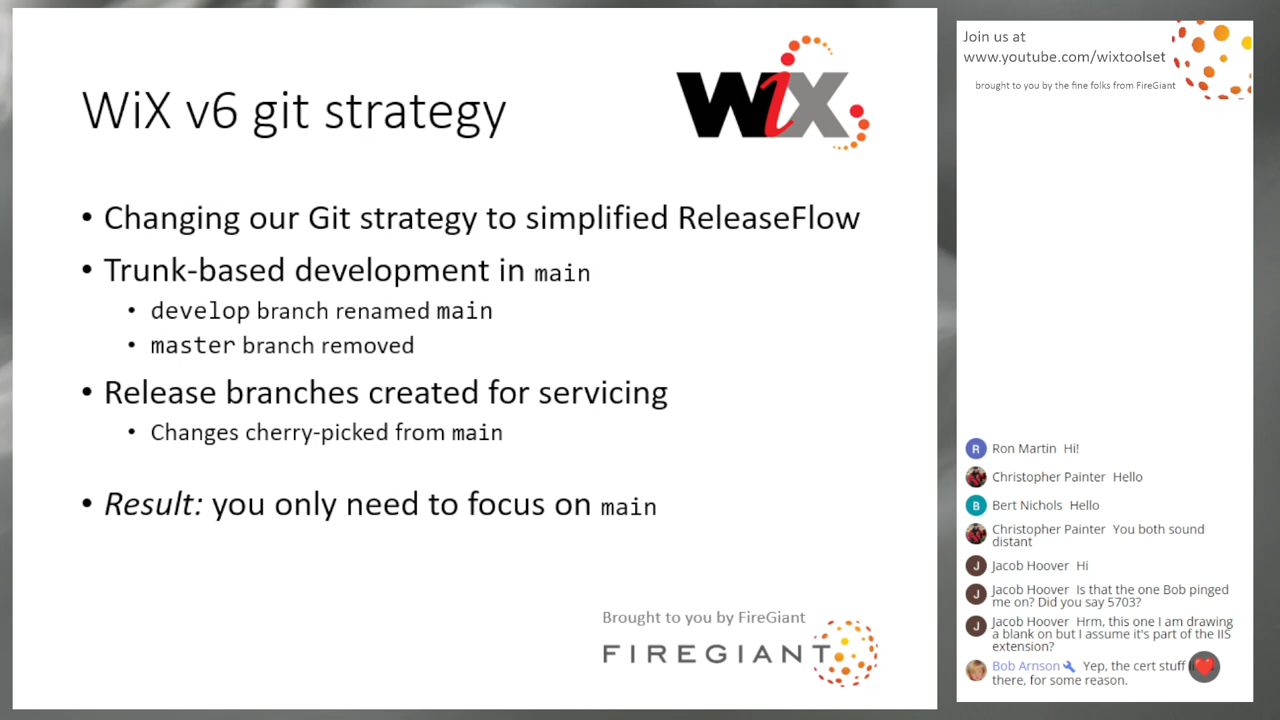 WiX v6 git strategy
WiX
• Changing our Git strategy to simplified ReleaseFlow
• Trunk-based development in main
• develop branch renamed main
• master branch removed
• Release branches created for servicing
• Changes cherry-picked from main
• Result: you only need to focus on main
Brought to you by FireGiant
FIREGIANT
Join us at
www.youtube.com/wixtoolset
brought to you by the fine folks from FireGiant
R Ron Martin Hi!
Christopher Painter Hello
B Bert Nichols Hello
Christopher Painter You both sound
distant
J Jacob Hoover Hi
J Jacob Hoover Is that the one Bob pinged
me on? Did you say 5703?
J Jacob Hoover Hrm, this one I am drawing
a blank on but I assume it's part of the IIS
extension?
Bob Arnson Yep, the cert stuff
there, for some reason.